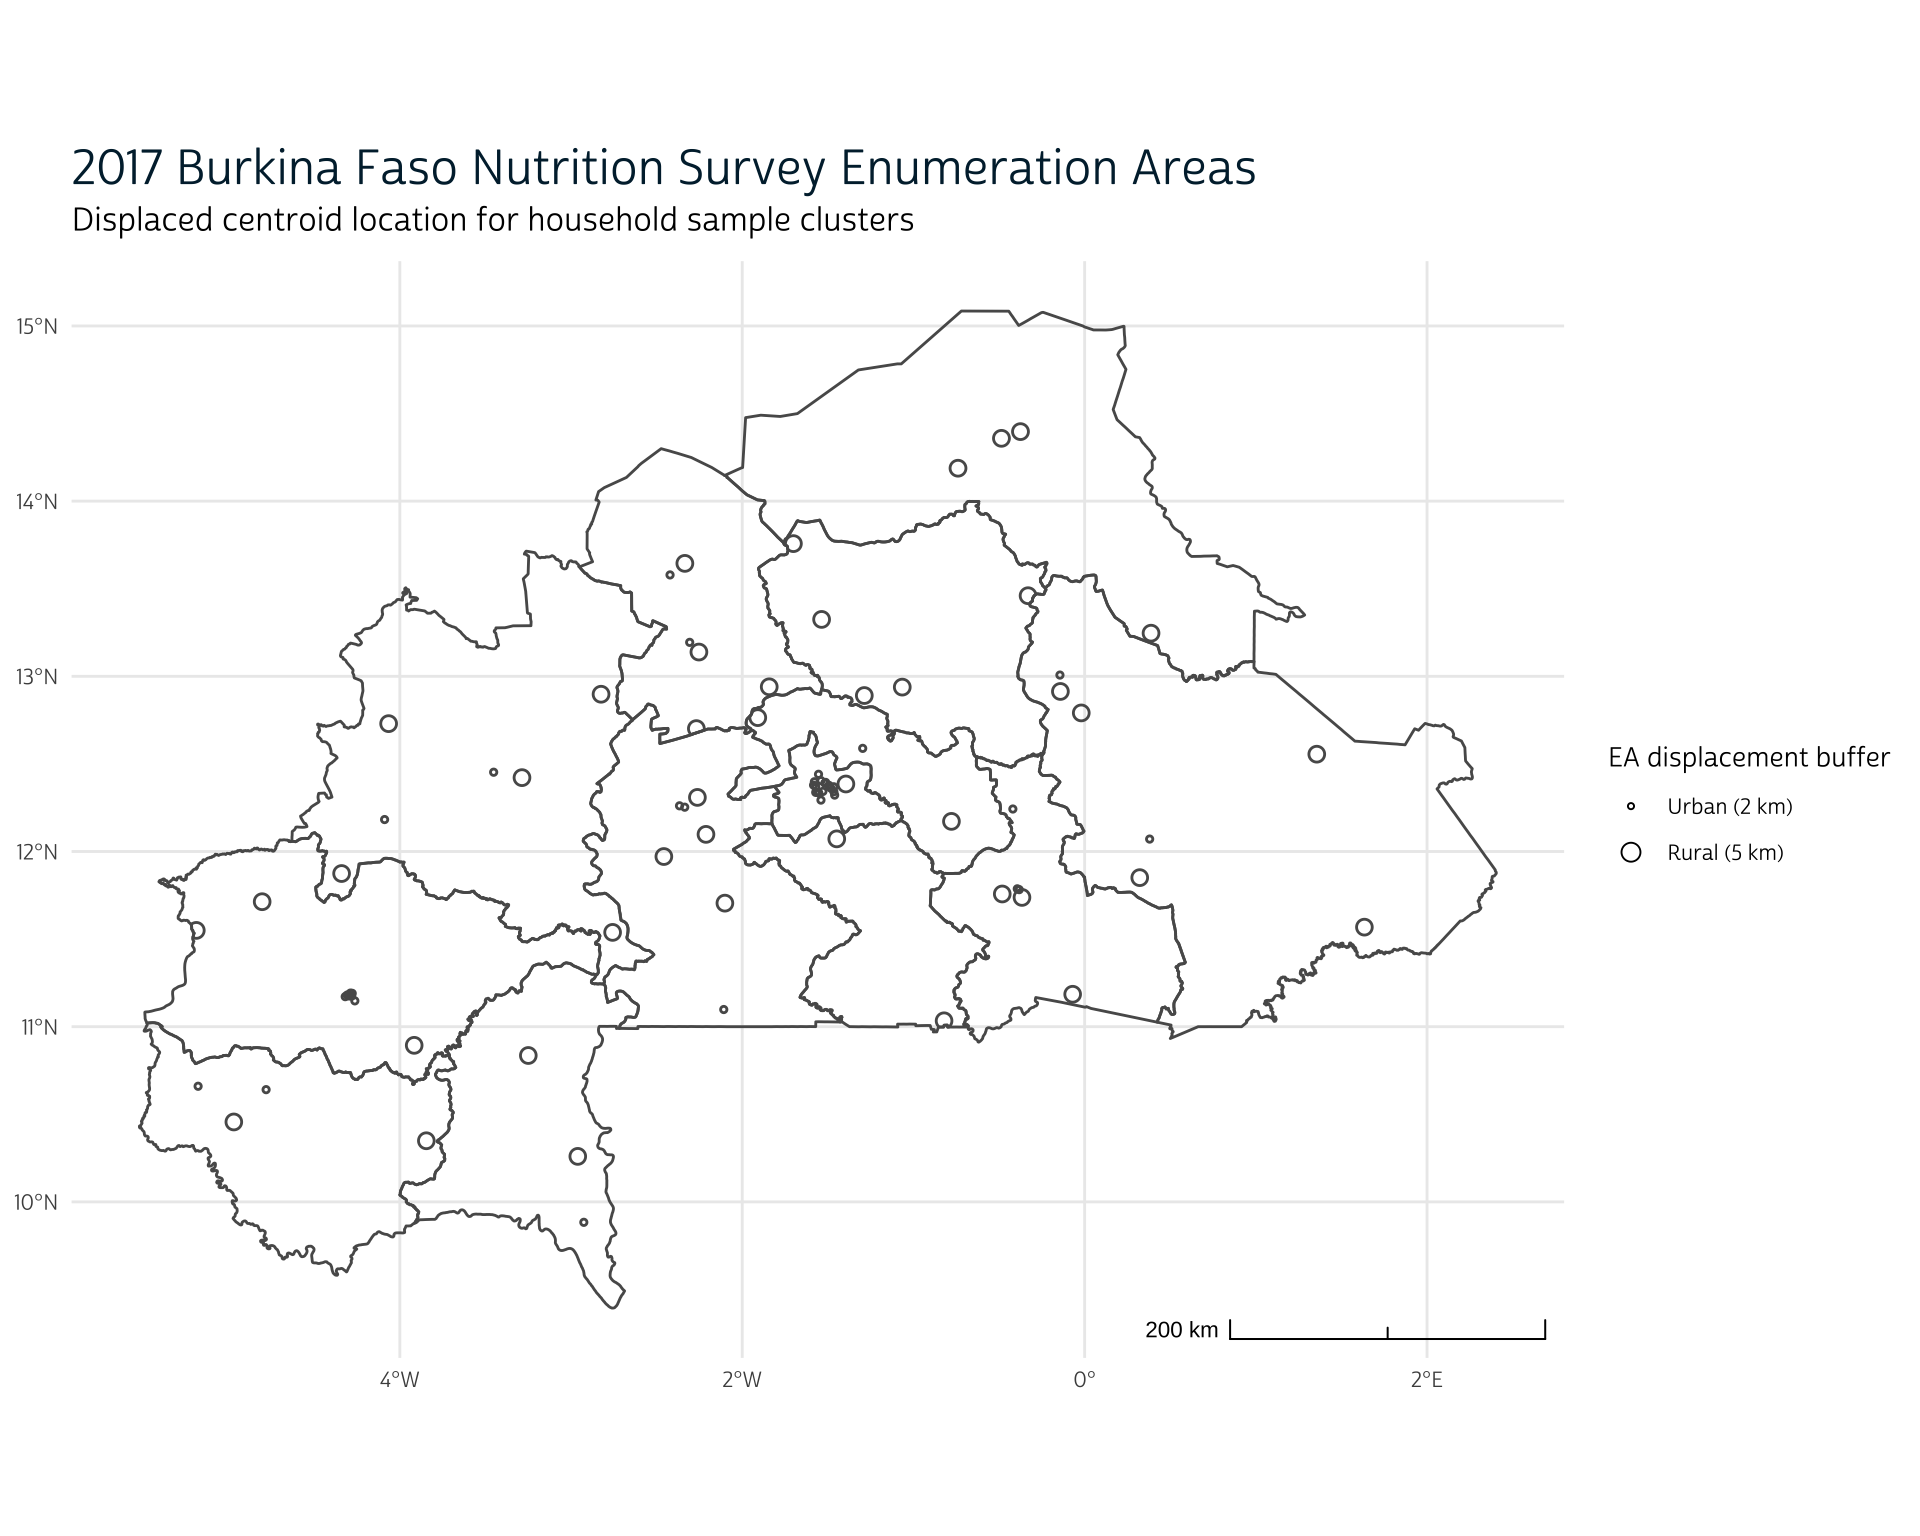 2017 Burkina Faso Nutrition Survey Enumeration Areas
Displaced centroid location for household sample clusters
15°N
14°N
13°N
12°N
11°N
10°N
4°W
2°W
0°
2°E
200 km
EA displacement buffer
Urban (2 km)
Rural (5 km)